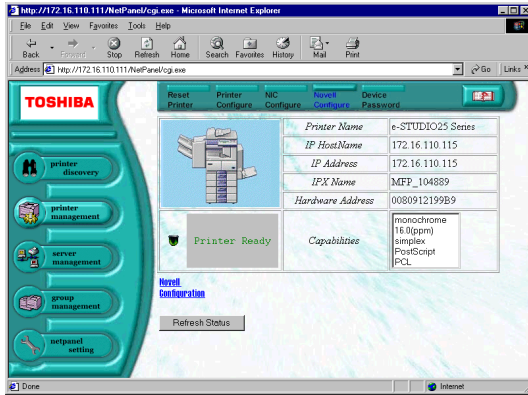 http://172.16.110.111/NetPanel/cgi.exe - Microsoft Internet Explorer
File Edit View Favorites Tools Help
Back Forward Stop Refresh Home Search Favorites History Mail Print
Address http://172.16.110.111/NetPanel/cgi.exe Go Links »
TOSHIBA
Reset Printer
Printer Configure
NIC Configure
Novell Configure
Device Password
printer discovery
printer management
server management
group management
netpanel setting
Printer Name e-STUDIO25 Series
IP HostName 172.16.110.115
IP Address 172.16.110.115
IPX Name MFP_104889
Hardware Address 0080912199B9
Printer Ready
Capabilities
monochrome
16.0(ppm)
simplex
PostScript
PCL
Novell
Configuration
Refresh Status
Done
Internet